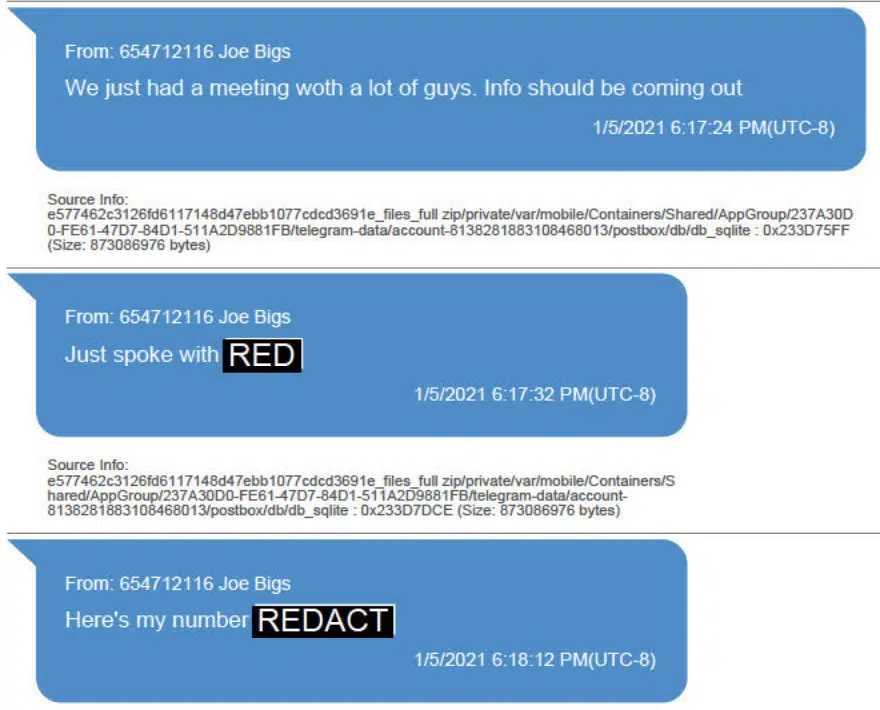 From: 654712116 Joe Bigs
We just had a meeting woth a lot of guys. Info should be coming out
1/5/2021 6:17:24 PM(UTC-8)
Source Info:
e577462c3126fd6117148d47ebb1077cdcd3691e_files_full zip/private/var/mobile/Containers/Shared/AppGroup/237A30D
0-FE61-47D7-84D1-511A2D9881FB/telegram-data/account-8138281883108468013/postbox/db/db_sqlite : 0x233D75FF
(Size: 873086976 bytes)
From: 654712116 Joe Bigs
Just spoke with RED
1/5/2021 6:17:32 PM(UTC-8)
Source Info:
e577462c3126fd6117148d47ebb1077cdcd3691e_files_full zip/private/var/mobile/Containers/S
hared/AppGroup/237A30D0-FE61-47D7-84D1-511A2D9881FB/telegram-data/account-
8138281883108468013/postbox/db/db_sqlite : 0x233D7DCE (Size: 873086976 bytes)
From: 654712116 Joe Bigs
Here's my number REDACT
1/5/2021 6:18:12 PM(UTC-8)